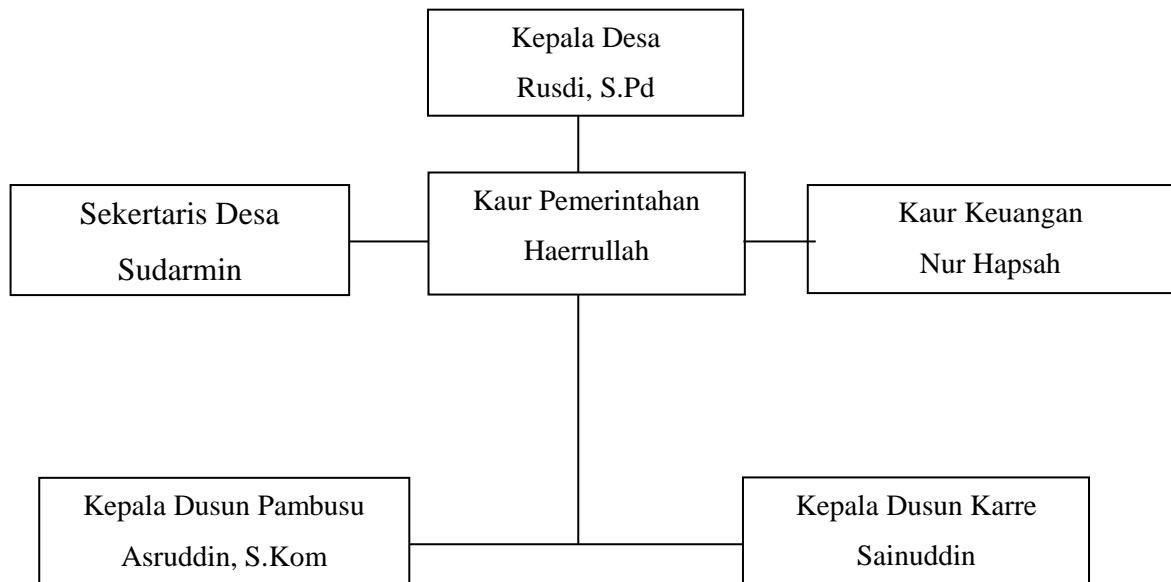 Kepala Desa
Rusdi, S.Pd
Sekertaris Desa
Sudarmin
Kaur Pemerintahan
Haerrullah
Kaur Keuangan
Nur Hapsah
Kepala Dusun Pambusu
Asruddin, S.Kom
Kepala Dusun Karre
Sainuddin